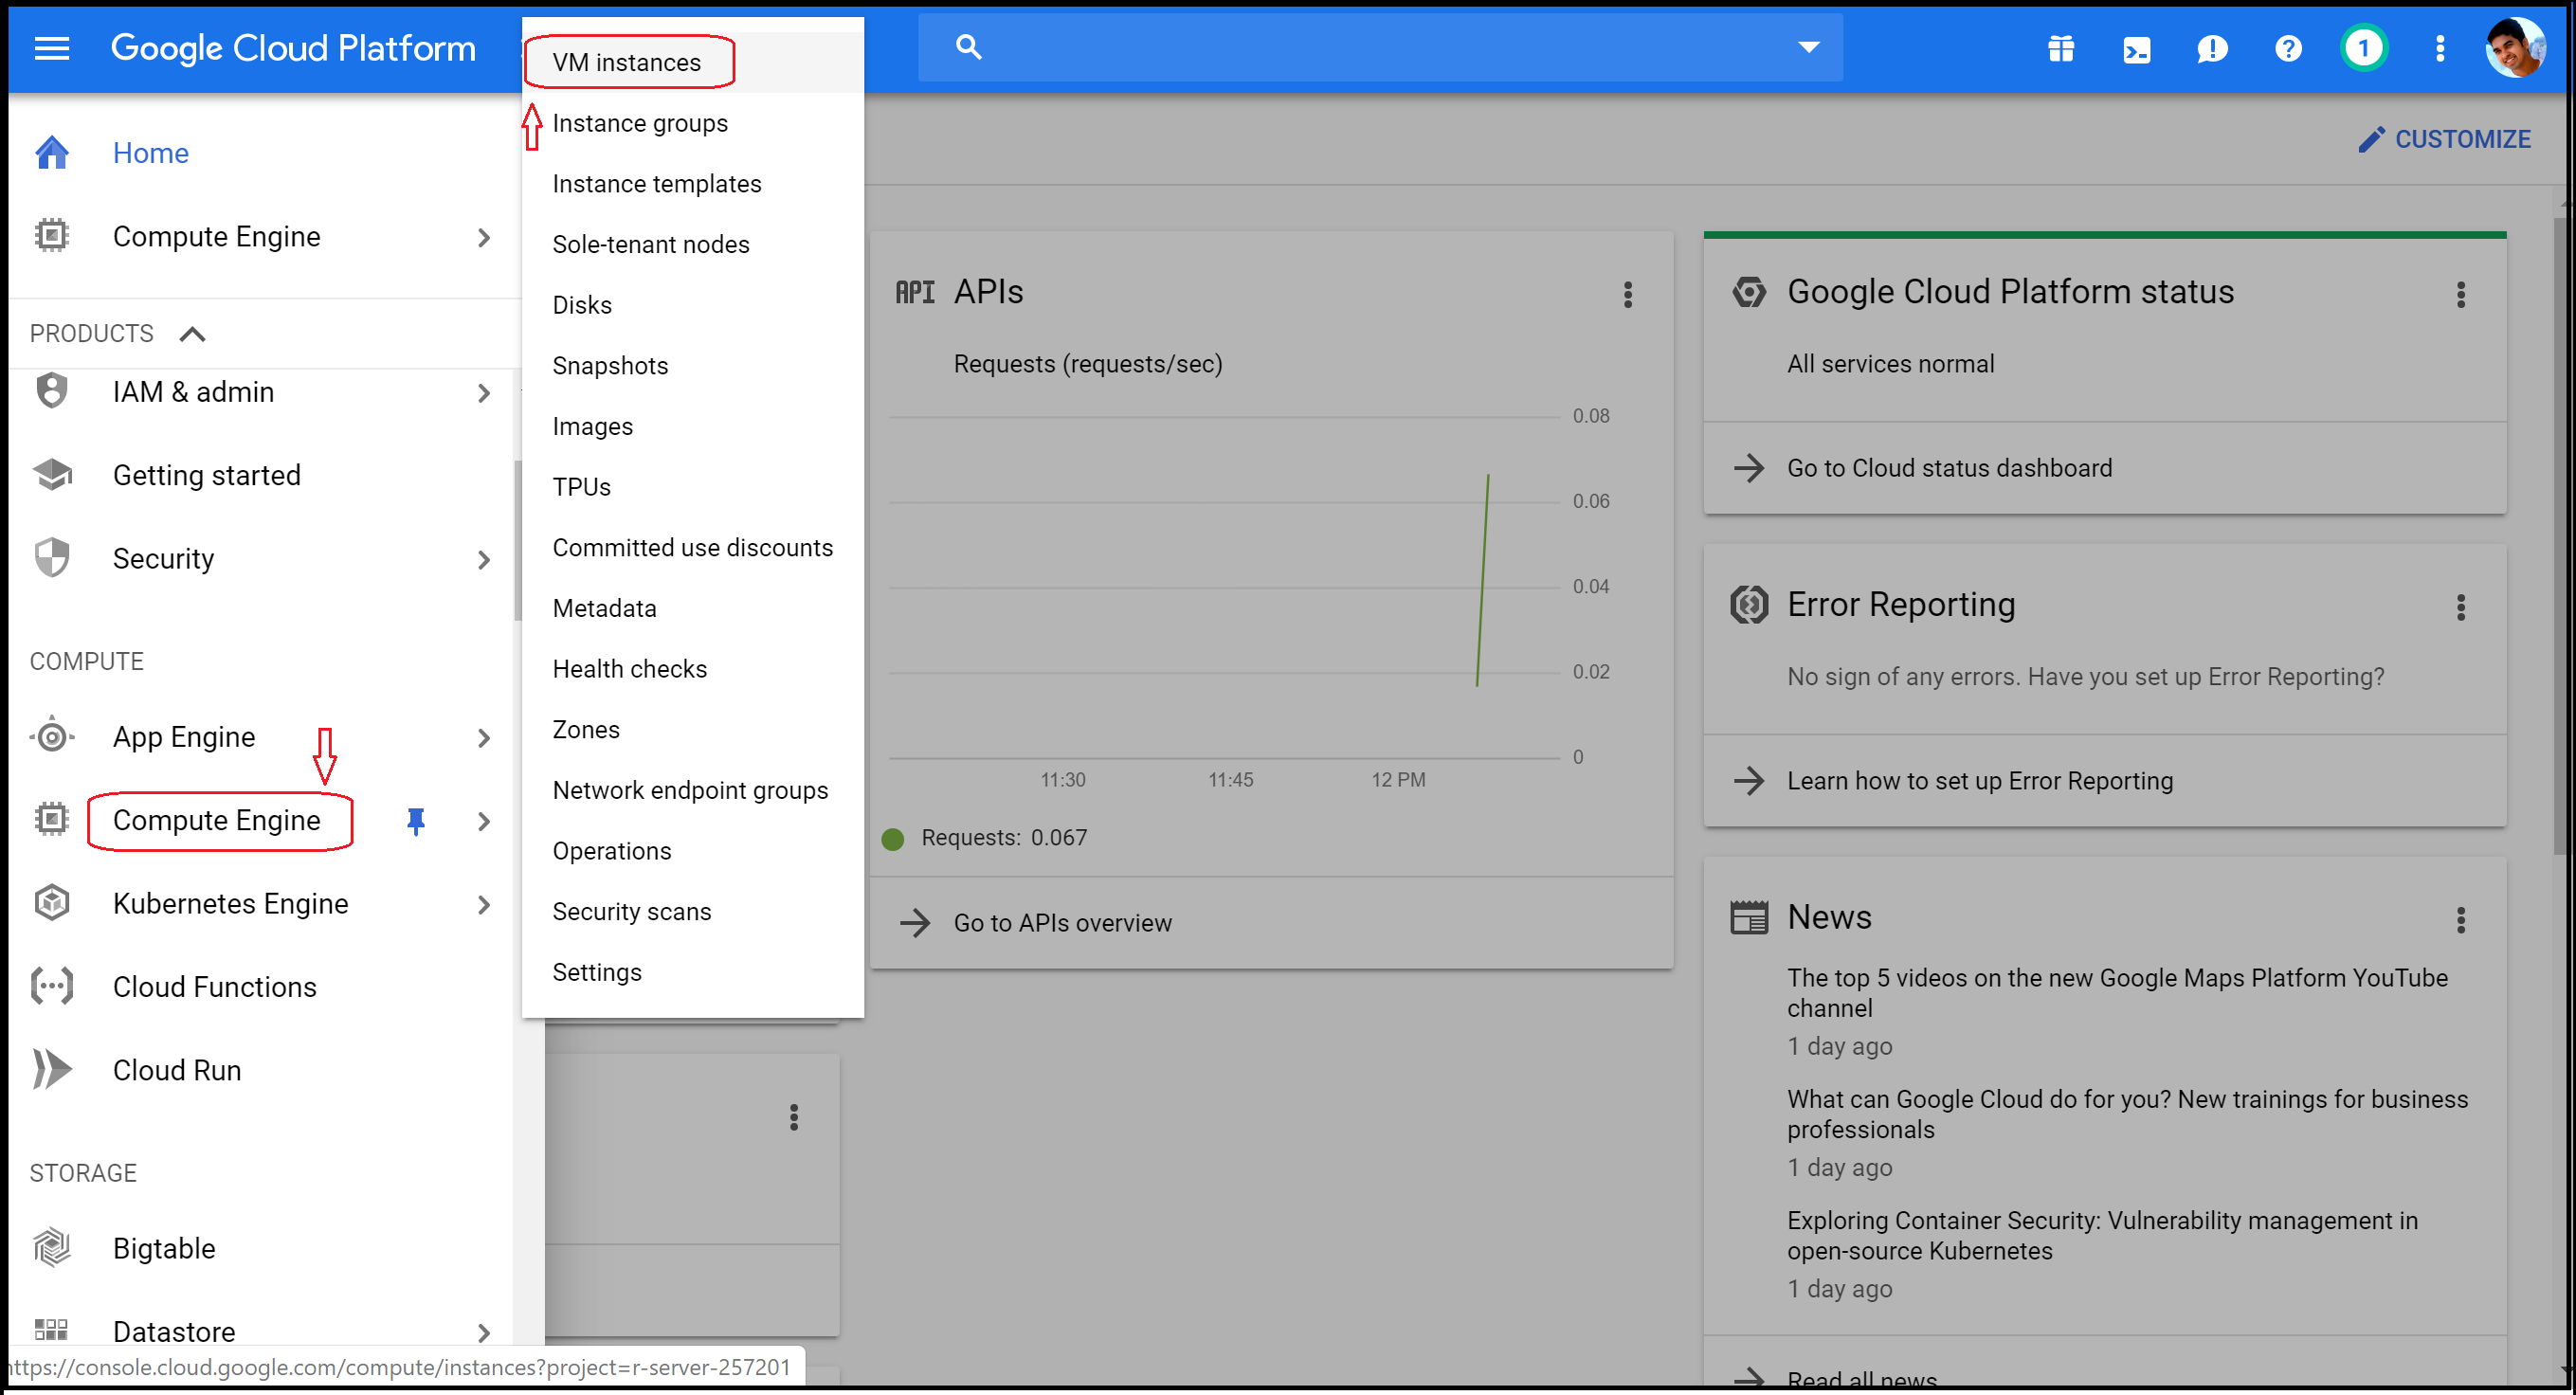 Google Cloud Platform
1
Home
Compute Engine
PRODUCTS
IAM & admin
Getting started
Security
COMPUTE
App Engine
Compute Engine
Kubernetes Engine
Cloud Functions
Cloud Run
STORAGE
Bigtable
Datastore
ttps://console.cloud.google.com/compute/instances?project=r-server-257201
VM instances
Instance groups
Instance templates
Sole-tenant nodes
Disks
Snapshots
Images
TPUs
Committed use discounts
Metadata
Health checks
Zones
Network endpoint groups
Operations
Security scans
Settings
CUSTOMIZE
API APIs
Requests (requests/sec)
0.08
0.06
0.04
0.02
0
11:30 11:45 12 PM
Requests: 0.067
Go to APIs overview
Google Cloud Platform status
All services normal
Go to Cloud status dashboard
Error Reporting
No sign of any errors. Have you set up Error Reporting?
Learn how to set up Error Reporting
News
The top 5 videos on the new Google Maps Platform YouTube
channel
1 day ago
What can Google Cloud do for you? New trainings for business
professionals
1 day ago
Exploring Container Security: Vulnerability management in
open-source Kubernetes
1 day ago
Read all news